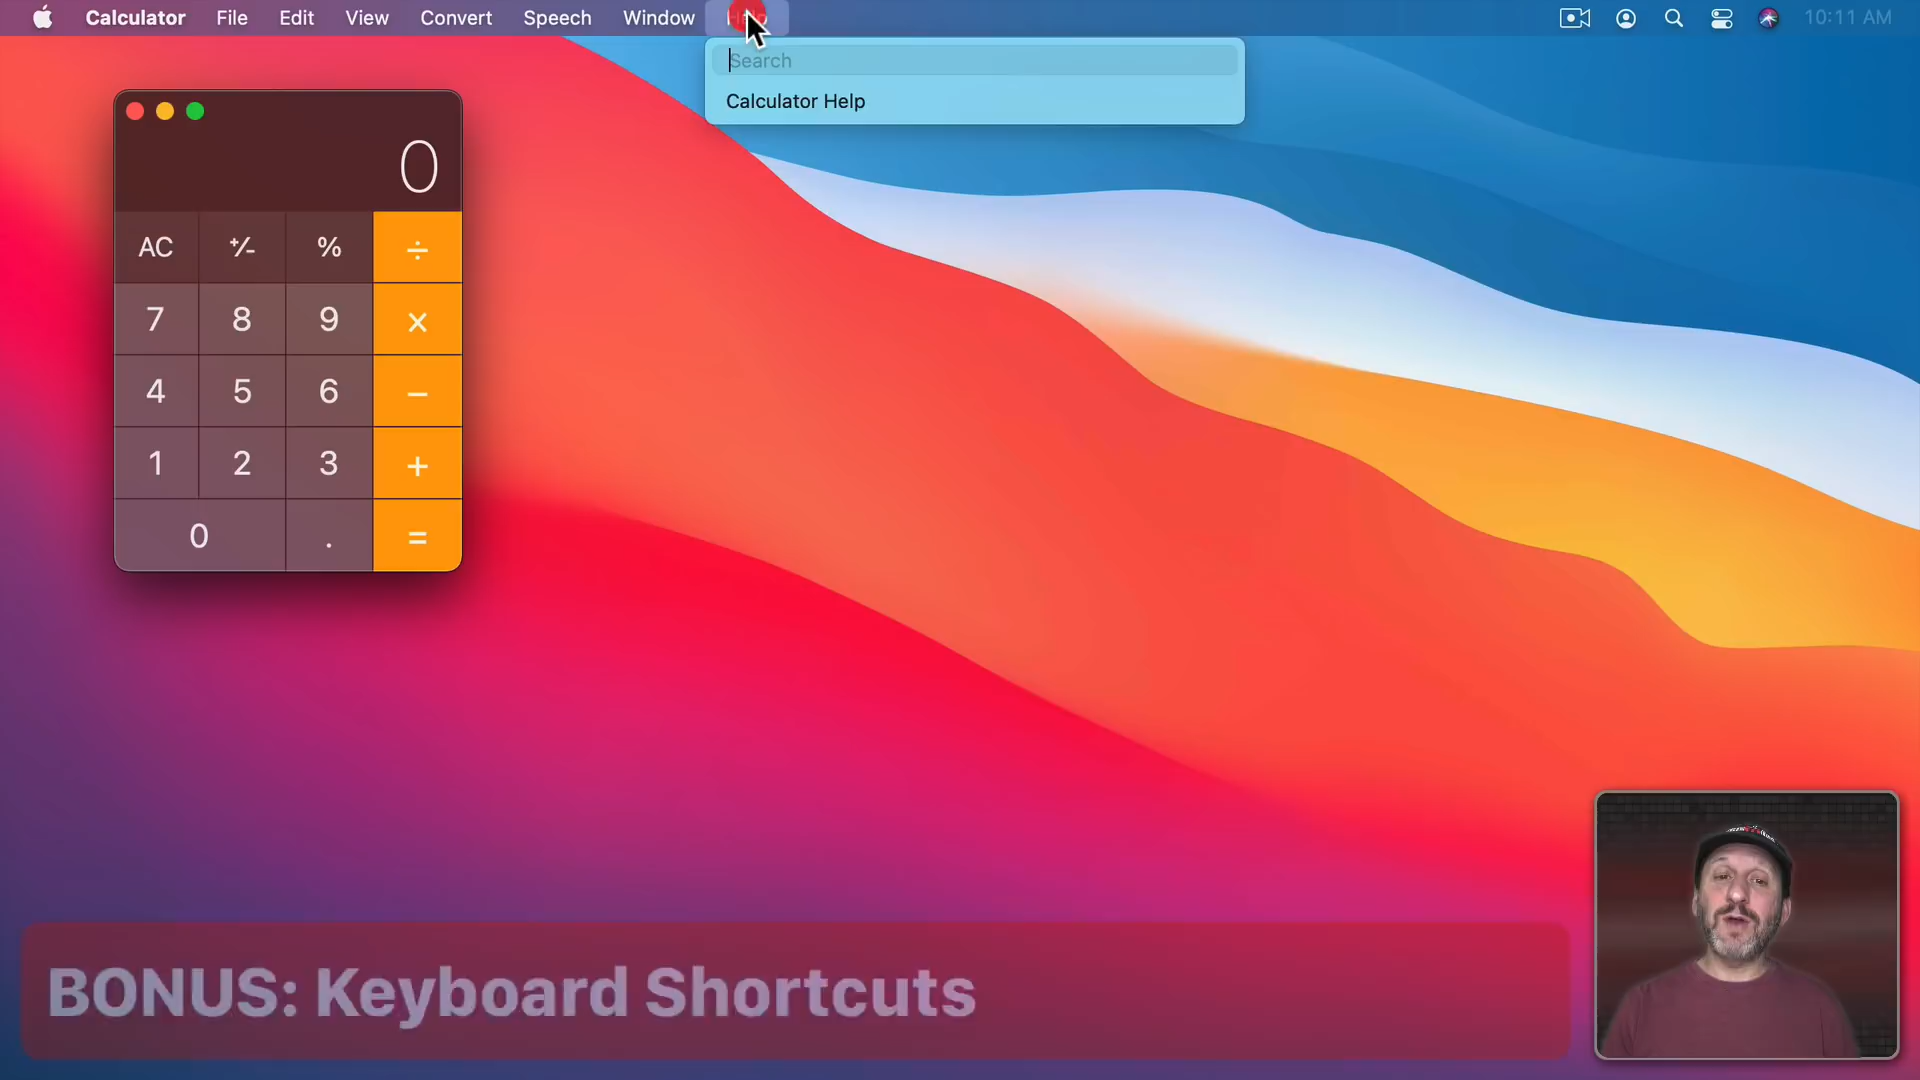 Calculator File Edit View Convert Speech Window Help 10:11 AM
Search
Calculator Help
0
AC +/- % ÷
7 8 9 ×
4 5 6 −
1 2 3 +
0 . =
BONUS: Keyboard Shortcuts